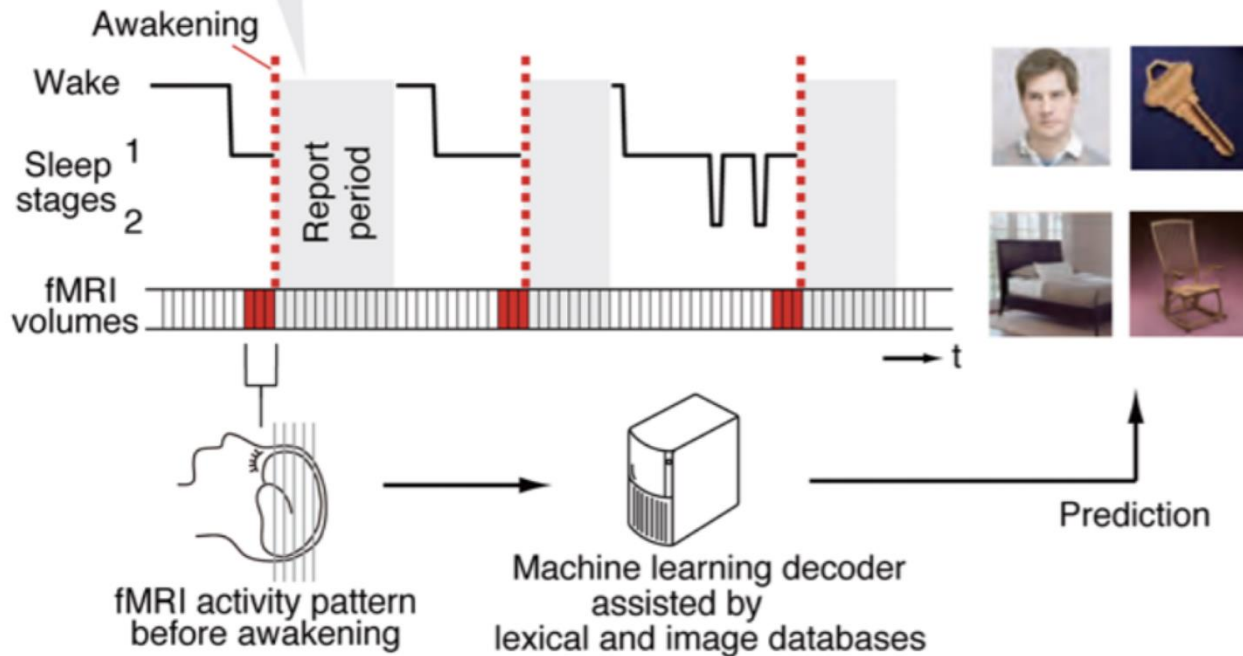 Awakening
Wake
Sleep stages
1
2
Report period
fMRI volumes
t
fMRI activity pattern
before awakening
Machine learning decoder
assisted by
lexical and image databases
Prediction